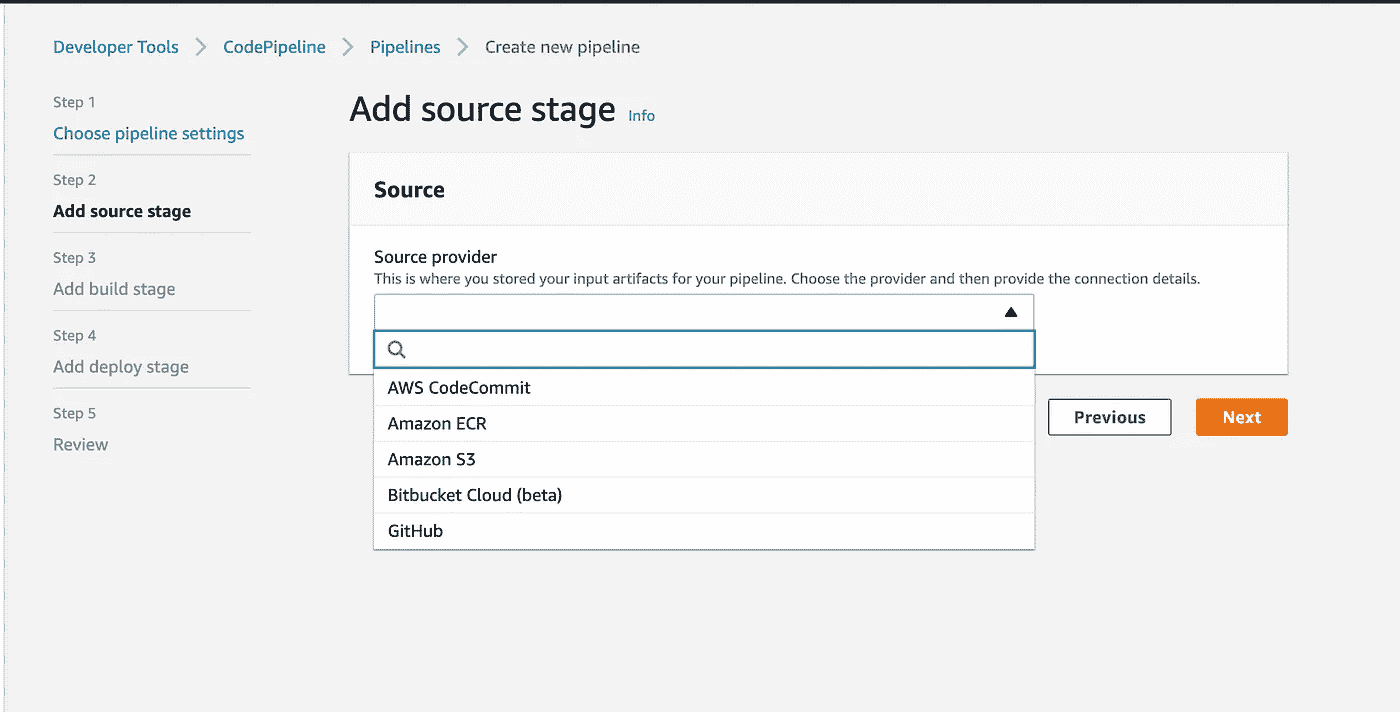 Developer Tools > CodePipeline > Pipelines > Create new pipeline
Step 1
Choose pipeline settings
Step 2
Add source stage
Step 3
Add build stage
Step 4
Add deploy stage
Step 5
Review
Add source stage Info
Source
Source provider
This is where you stored your input artifacts for your pipeline. Choose the provider and then provide the connection details.
AWS CodeCommit
Amazon ECR
Amazon S3
Bitbucket Cloud (beta)
GitHub
Previous Next